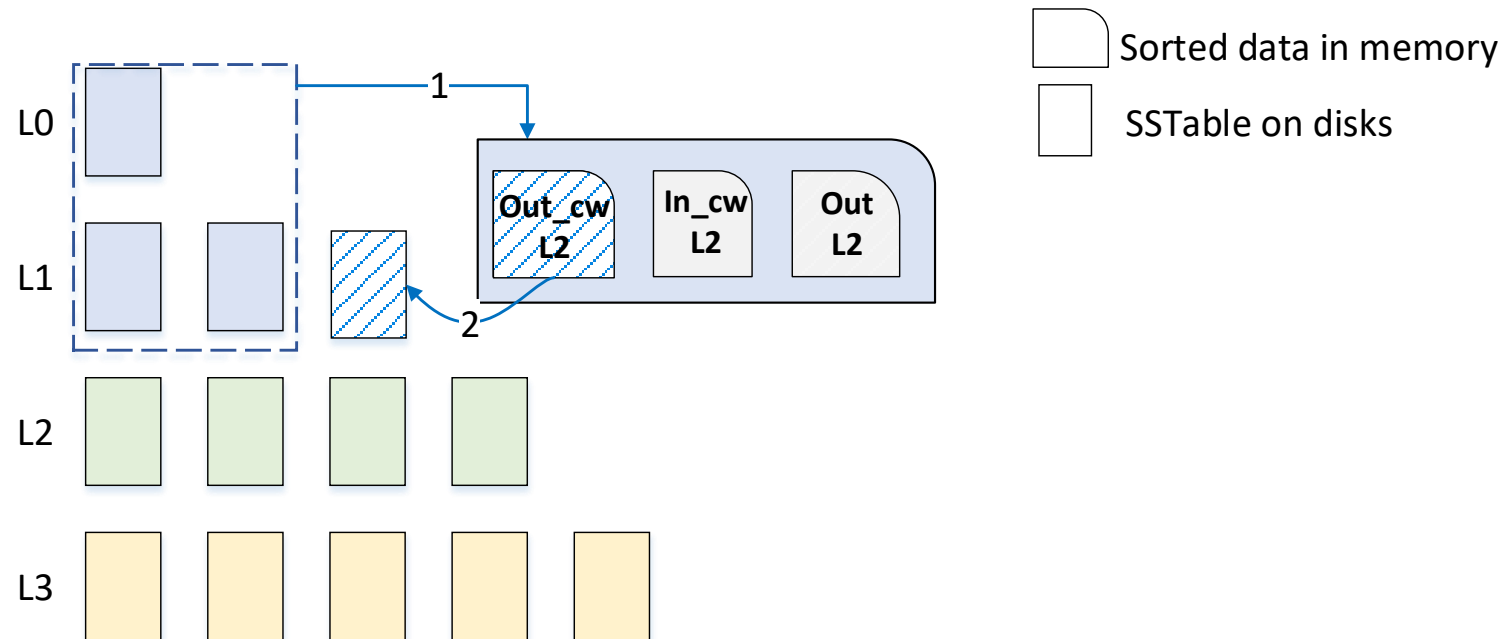 Sorted data in memory
SSTable on disks
L0
1
Out_cw
L2
In_cw
L2
Out
L2
L1
2
L2
L3